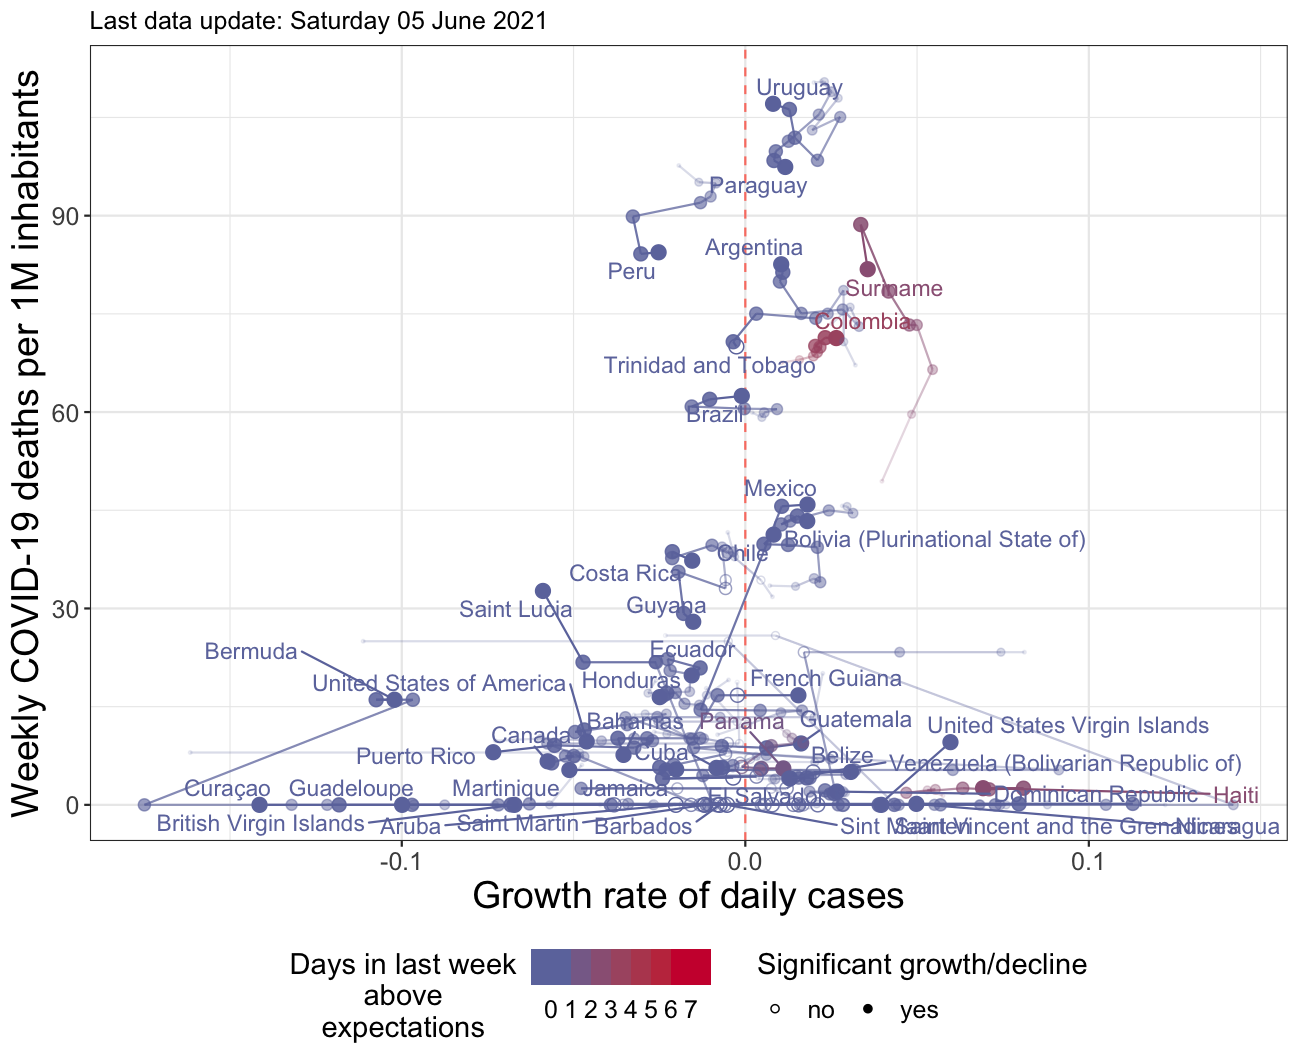 Last data update: Saturday 05 June 2021
Weekly COVID-19 deaths per 1M inhabitants
Uruguay
Paraguay
90
Argentina
Peru
Suriname
Colombia
Trinidad and Tobago
60
Brazil
Mexico
Bolivia (Plurinational State of)
Chile
Costa Rica
30
Saint Lucia
Guyana
Bermuda
Ecuador
United States of America
Honduras
French Guiana
Bahamas
Panama
Guatemala
United States Virgin Islands
Canada
Puerto Rico
Cuba
Belize
Venezuela (Bolivarian Republic of)
Curaçao
Guadeloupe
Martinique
Jamaica
El Salvador
Dominican Republic
Haiti
0
British Virgin Islands
Aruba
Saint Martin
Barbados
Sint Maarten
Saint Vincent and the Grenadines
Nicaragua
-0.1
0.0
0.1
Growth rate of daily cases
Days in last week
above
expectations
0 1 2 3 4 5 6 7
Significant growth/decline
no
yes